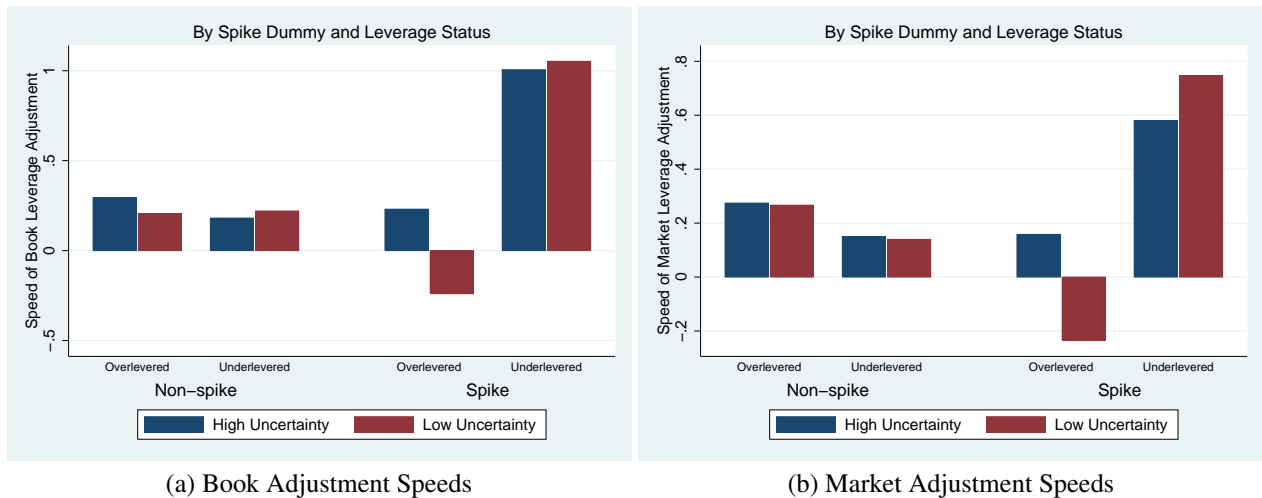 By Spike Dummy and Leverage Status
Speed of Book Leverage Adjustment
1
.5
0
-.5
Overlevered Underlevered Overlevered Underlevered
Non-spike Spike
High Uncertainty Low Uncertainty
(a) Book Adjustment Speeds
By Spike Dummy and Leverage Status
Speed of Market Leverage Adjustment
.8
.6
.4
.2
0
-.2
Overlevered Underlevered Overlevered Underlevered
Non-spike Spike
High Uncertainty Low Uncertainty
(b) Market Adjustment Speeds